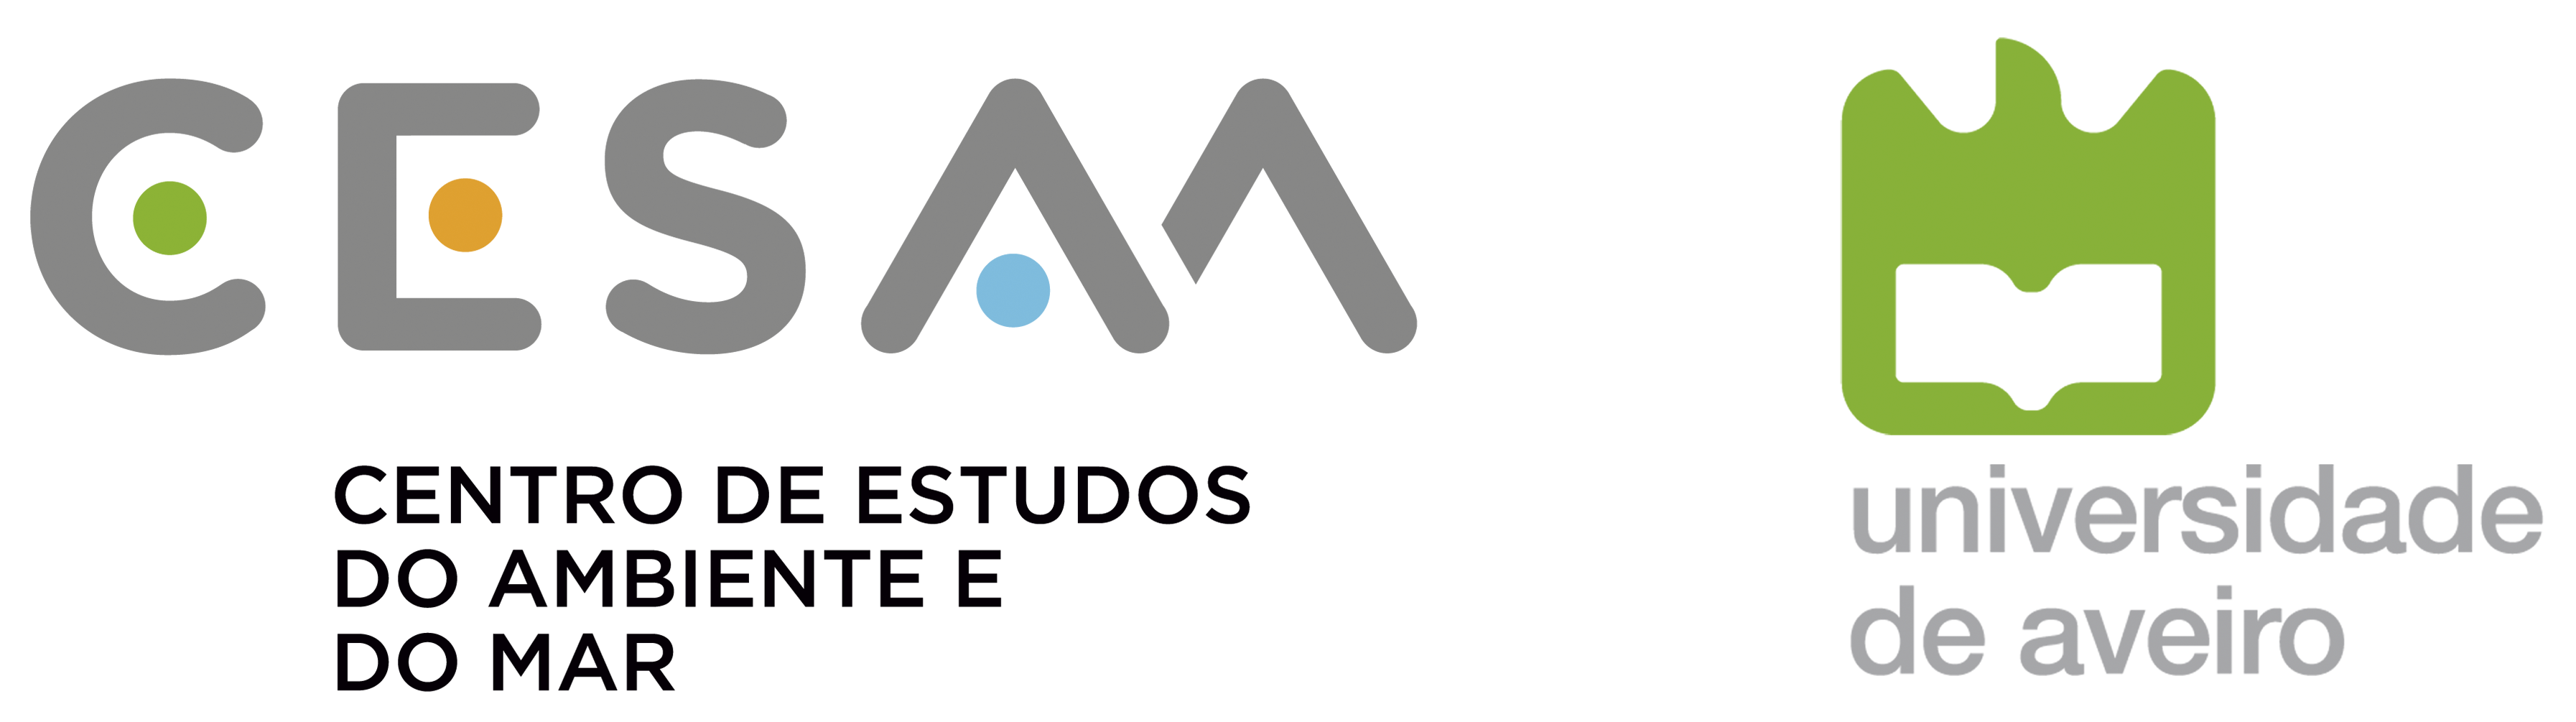 CESAM
CENTRO DE ESTUDOS
DO AMBIENTE E
DO MAR
universidade
de aveiro